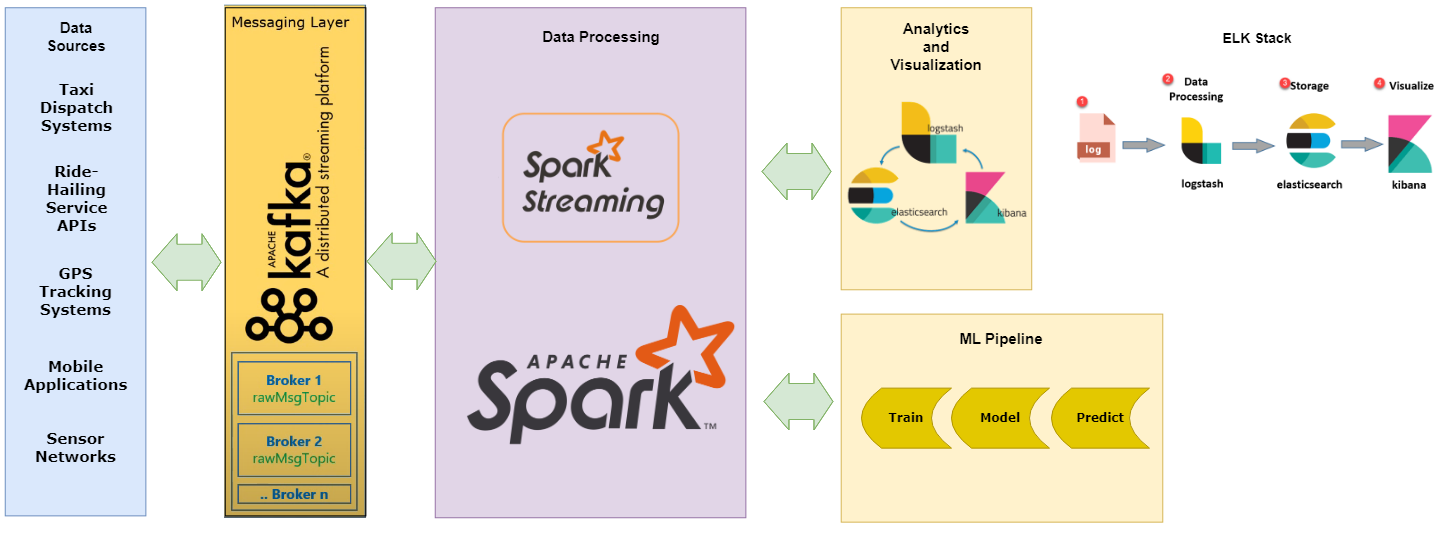 Data
Sources
Taxi
Dispatch
Systems
Ride-
Hailing
Service
APIs
GPS
Tracking
Systems
Mobile
Applications
Sensor
Networks
Messaging Layer
APACHE
kafka®
A distributed streaming platform
Broker 1
rawMsgTopic
Broker 2
rawMsgTopic
.. Broker n
Data Processing
Spark
Streaming
APACHE
Spark™
Analytics
and
Visualization
logstash
elasticsearch
kibana
ML Pipeline
Train
Model
Predict
ELK Stack
1
log
2
Data
Processing
logstash
3
Storage
elasticsearch
4
Visualize
kibana